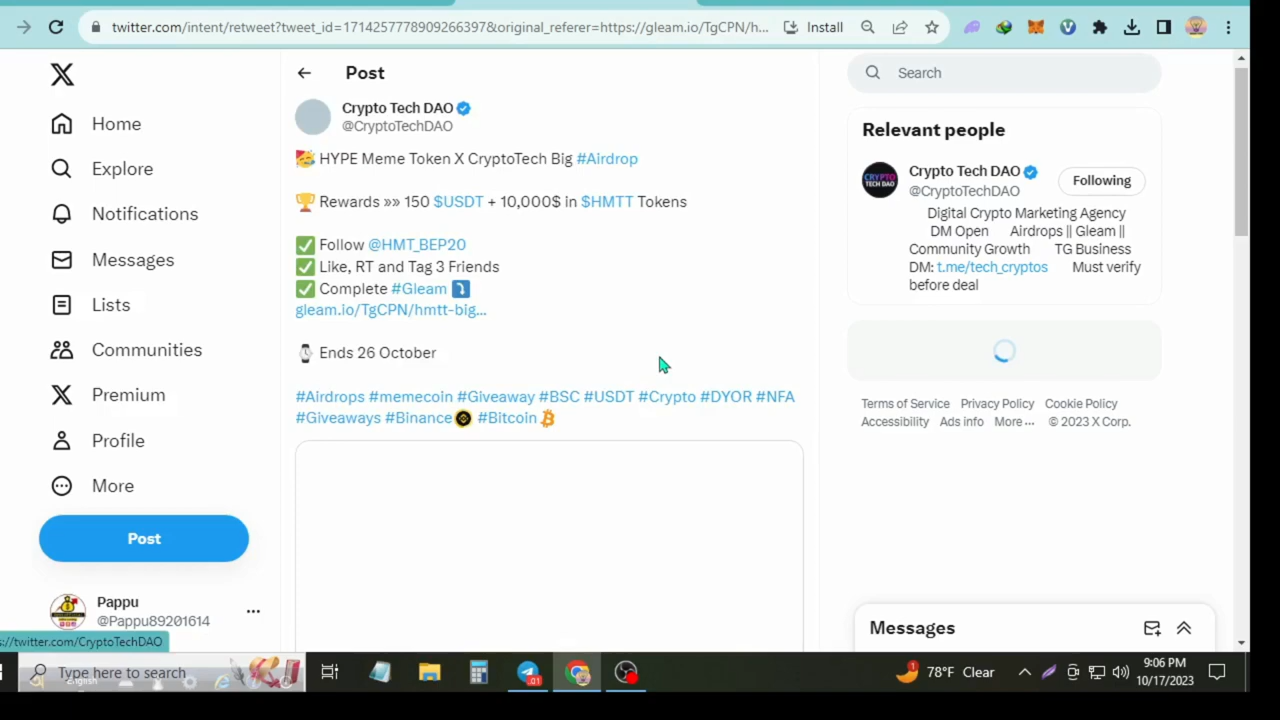 twitter.com/intent/retweet?tweet_id=1714257778909266397&original_referer=https://gleam.io/TgCPN/h...
Install
Post
Search
Crypto Tech DAO
@CryptoTechDAO
Home
Explore
Notifications
Messages
Lists
Communities
Premium
Profile
More
Post
Pappu
@Pappu89201614
HYPE Meme Token X CryptoTech Big #Airdrop
Rewards »» 150 $USDT + 10,000$ in $HMTT Tokens
Follow @HMT_BEP20
Like, RT and Tag 3 Friends
Complete #Gleam
gleam.io/TgCPN/hmtt-big...
Ends 26 October
#Airdrops #memecoin #Giveaway #BSC #USDT #Crypto #DYOR #NFA
#Giveaways #Binance #Bitcoin
Relevant people
CRYPTO
TECH DAO
Crypto Tech DAO
@CryptoTechDAO
Following
Digital Crypto Marketing Agency
DM Open Airdrops || Gleam ||
Community Growth TG Business
DM: t.me/tech_cryptos Must verify
before deal
Terms of Service Privacy Policy Cookie Policy
Accessibility Ads info More ... © 2023 X Corp.
Messages
s://twitter.com/CryptoTechDAO
Type here to search
English
.01
1
78°F Clear
9:06 PM
10/17/2023